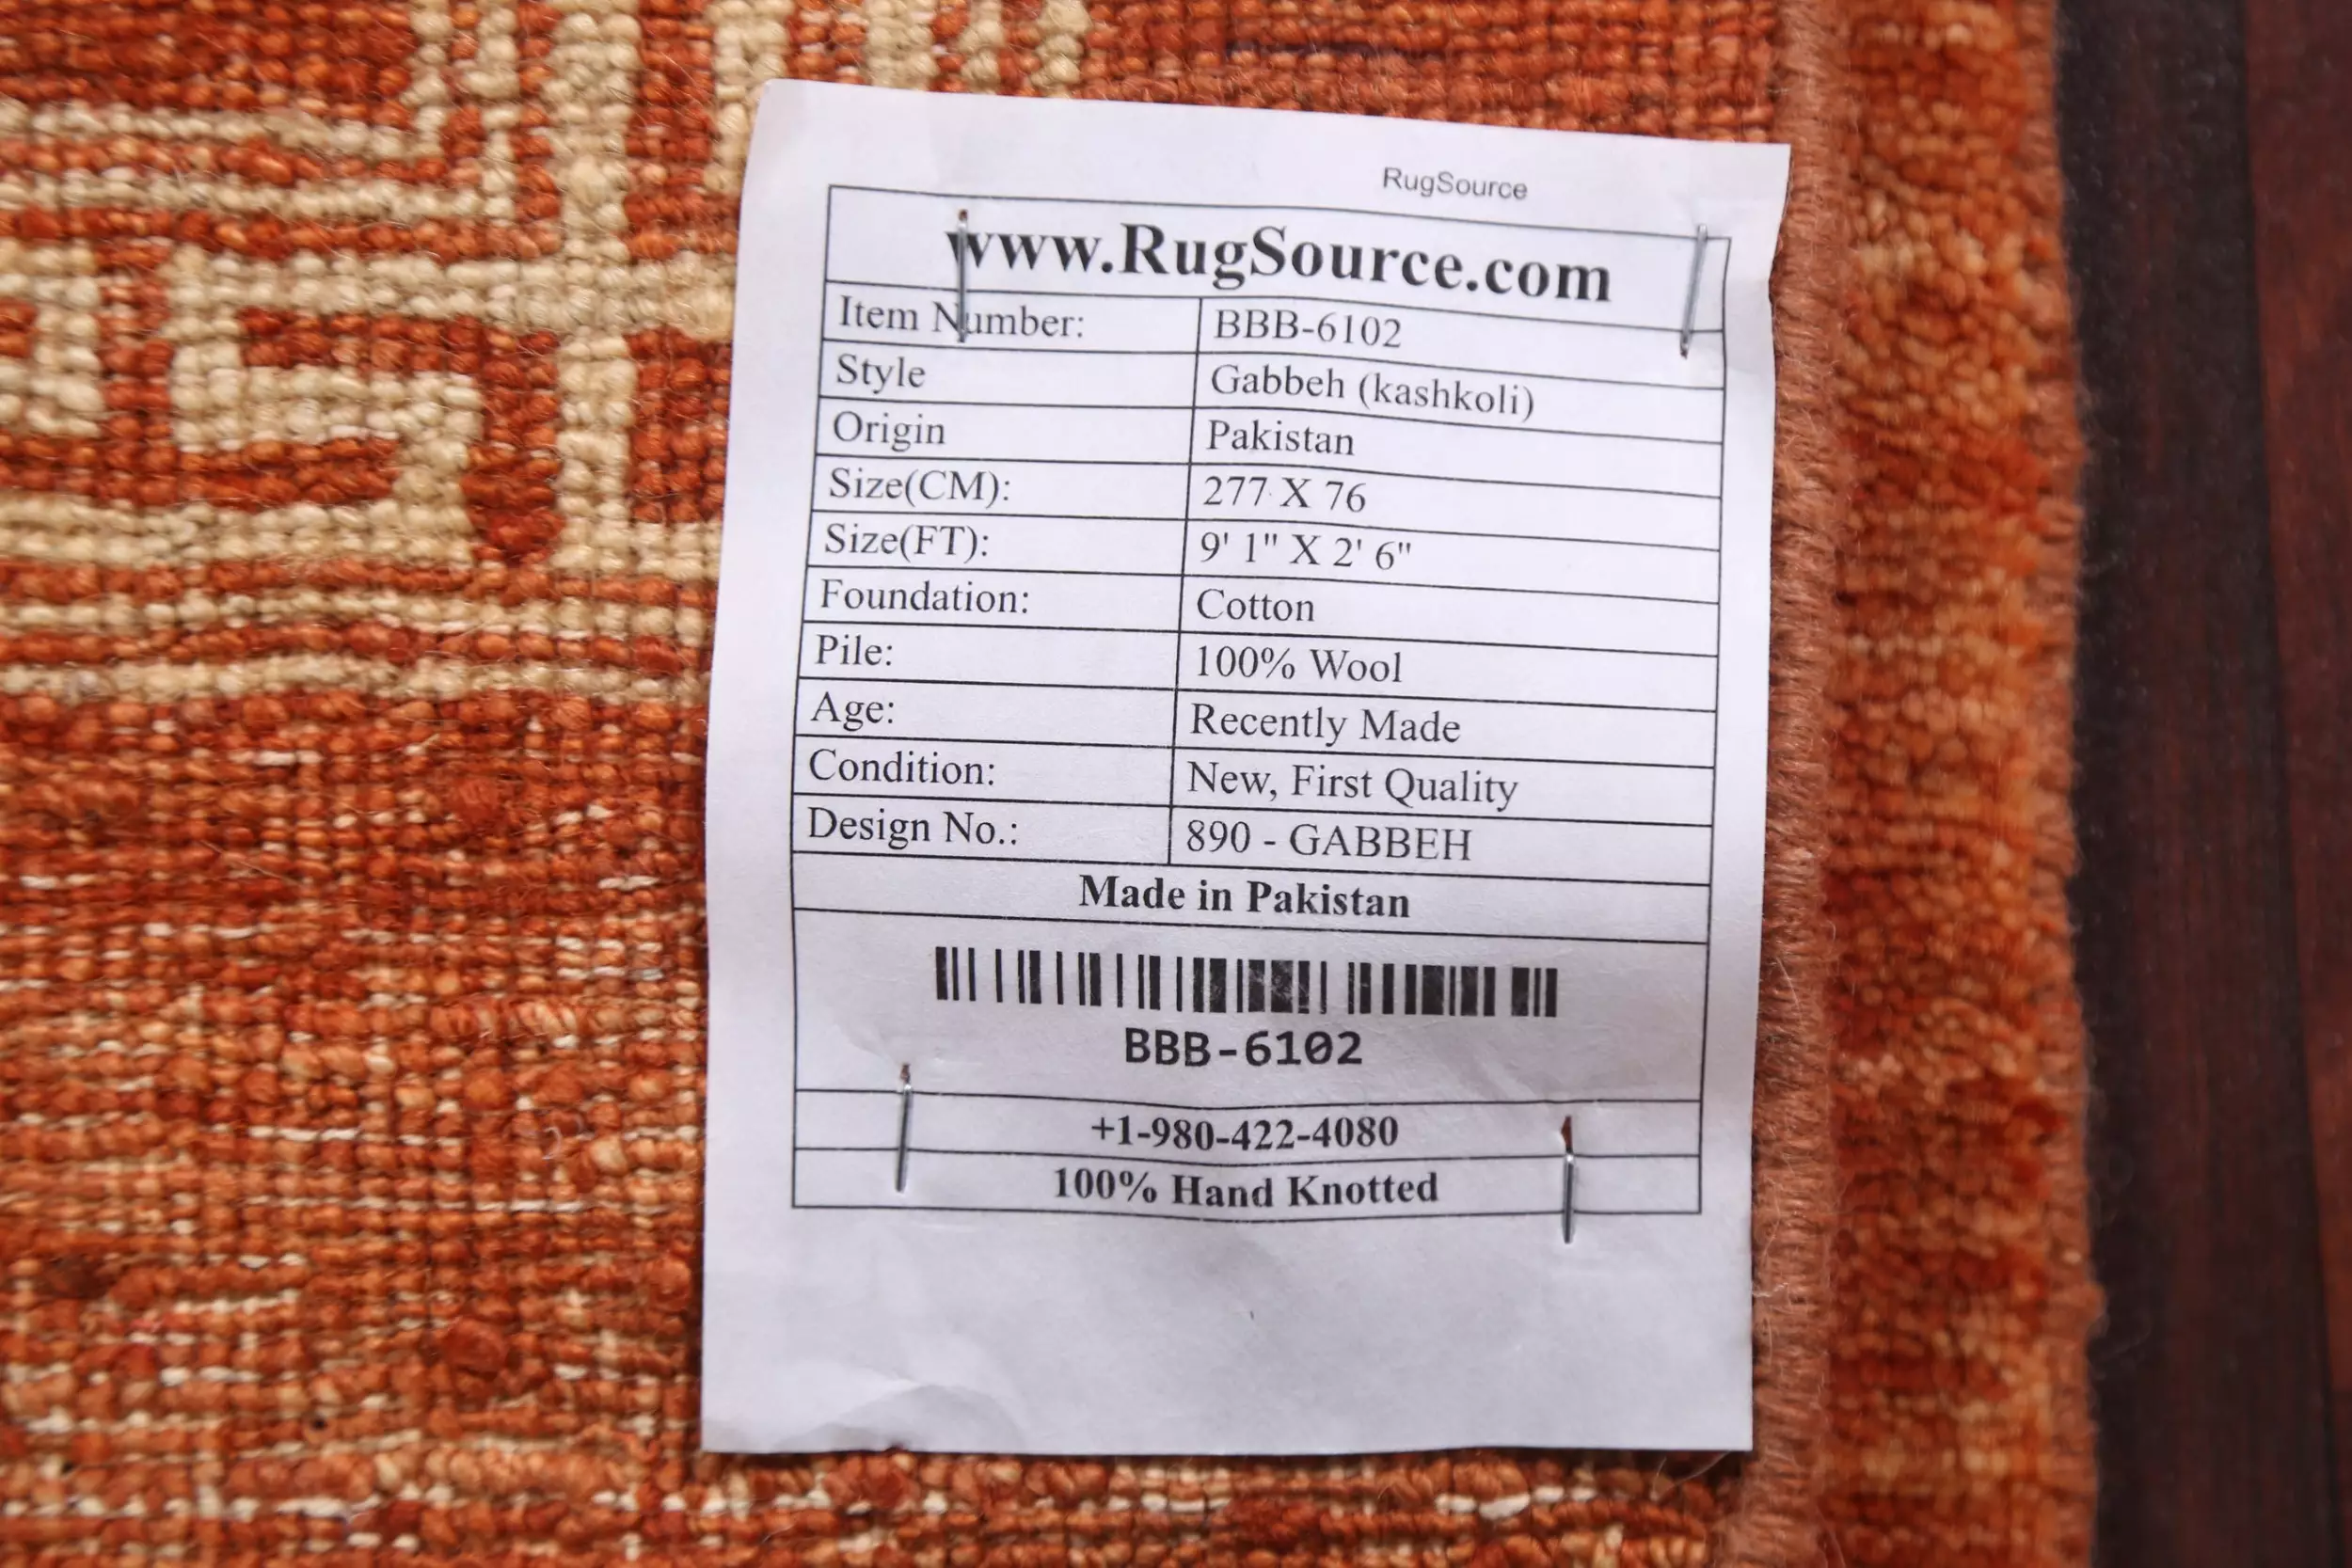 RugSource
www.RugSource.com
Item Number: BBB-6102
Style Gabbeh (kashkoli)
Origin Pakistan
Size(CM): 277 X 76
Size(FT): 9' 1" X 2' 6"
Foundation: Cotton
Pile: 100% Wool
Age: Recently Made
Condition: New, First Quality
Design No.: 890 - GABBEH
Made in Pakistan
BBB-6102
+1-980-422-4080
100% Hand Knotted